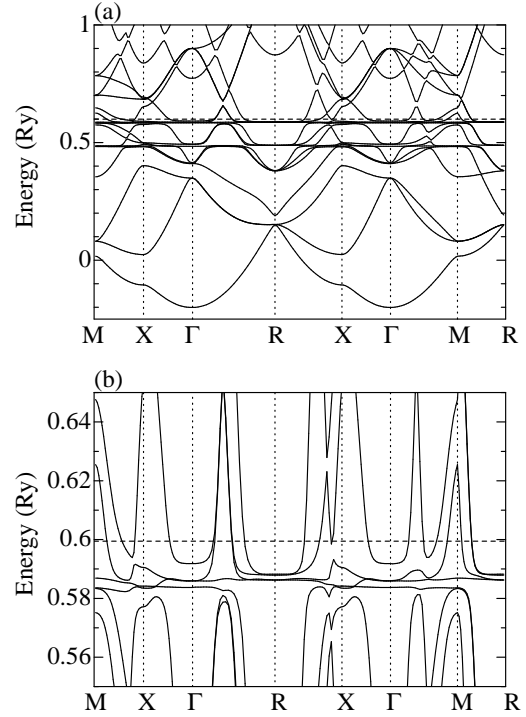 (a)
1
0.5
0
Energy (Ry)
M X Γ R X Γ M R
(b)
0.64
0.62
0.6
0.58
0.56
Energy (Ry)
M X Γ R X Γ M R